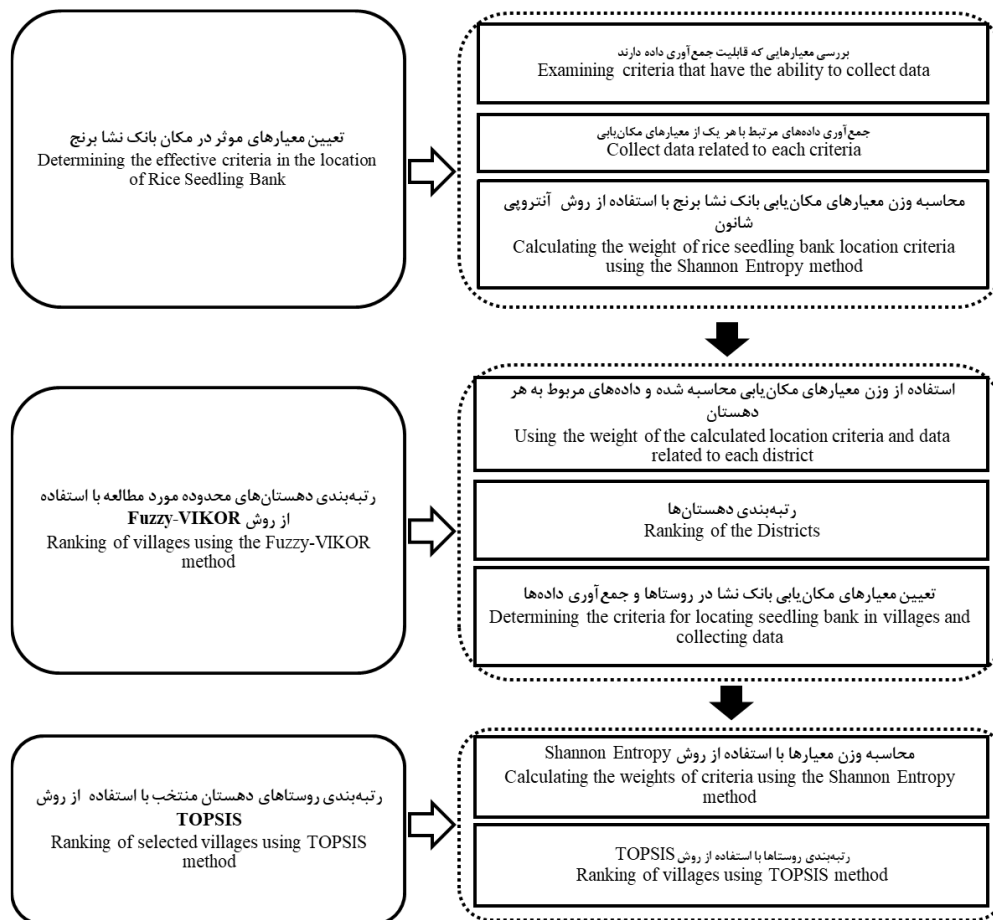 تعیین معیارهای موثر در مکان بانک نشا برنج
Determining the effective criteria in the location
of Rice Seedling Bank
بررسی معیارهایی که قابلیت جمع‌آوری داده دارند
Examining criteria that have the ability to collect data
جمع‌آوری داده‌های مرتبط با هر یک از معیارهای مکان‌یابی
Collect data related to each criteria
محاسبه وزن معیارهای مکان‌یابی بانک نشا برنج با استفاده از روش آنتروپی
شانون
Calculating the weight of rice seedling bank location criteria
using the Shannon Entropy method
رتبه‌بندی دهستان‌های محدوده مورد مطالعه با استفاده
از روش Fuzzy-VIKOR
Ranking of villages using the Fuzzy-VIKOR
method
استفاده از وزن معیارهای مکان‌یابی محاسبه شده و داده‌های مربوط به هر
دهستان
Using the weight of the calculated location criteria and data
related to each district
رتبه‌بندی دهستان‌ها
Ranking of the Districts
تعیین معیارهای مکان‌یابی بانک نشا در روستاها و جمع‌آوری داده‌ها
Determining the criteria for locating seedling bank in villages and
collecting data
رتبه‌بندی روستاهای دهستان منتخب با استفاده از روش
TOPSIS
Ranking of selected villages using TOPSIS
method
محاسبه وزن معیارها با استفاده از روش Shannon Entropy
Calculating the weights of criteria using the Shannon Entropy
method
رتبه‌بندی روستاها با استفاده از روش TOPSIS
Ranking of villages using TOPSIS method